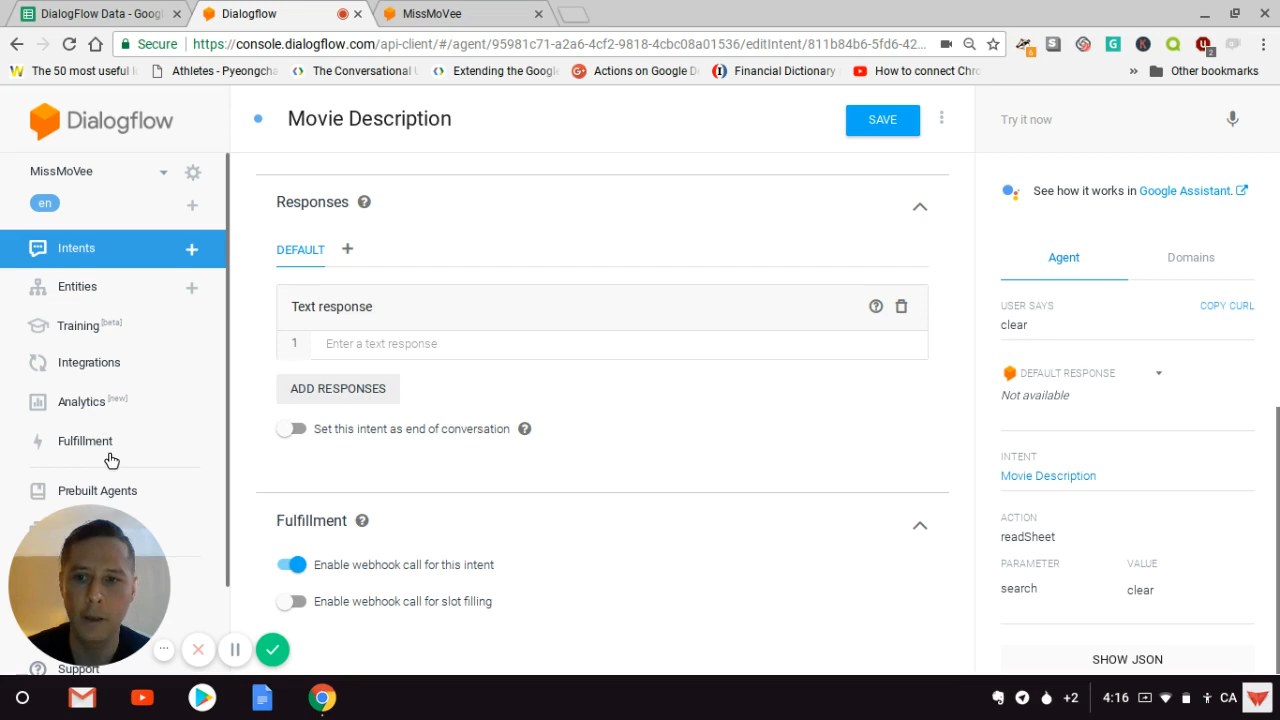 DialogFlow Data - Goog
Dialogflow
MissMoVee
Secure
https://console.dialogflow.com/api-client/#/agent/95981c71-a2a6-4cf2-9818-4cbc08a01536/editIntent/811b84b6-5fd6-42...
The 50 most useful
Athletes - Pyeongcha
The Conversational
Extending the Google
Actions on Google
Financial Dictionary
How to connect Chro
»
Other bookmarks
Dialogflow
Movie Description
SAVE
Try it now
MissMoVee
en
Intents
Entities
Training [beta]
Integrations
Analytics [new]
Fulfillment
Prebuilt Agents
Support
Responses
DEFAULT
Text response
1 Enter a text response
ADD RESPONSES
Set this intent as end of conversation
Fulfillment
Enable webhook call for this intent
Enable webhook call for slot filling
See how it works in Google Assistant.
Agent Domains
USER SAYS COPY CURL
clear
DEFAULT RESPONSE
Not available
INTENT
Movie Description
ACTION
readSheet
PARAMETER VALUE
search clear
SHOW JSON
+2 4:16 CA